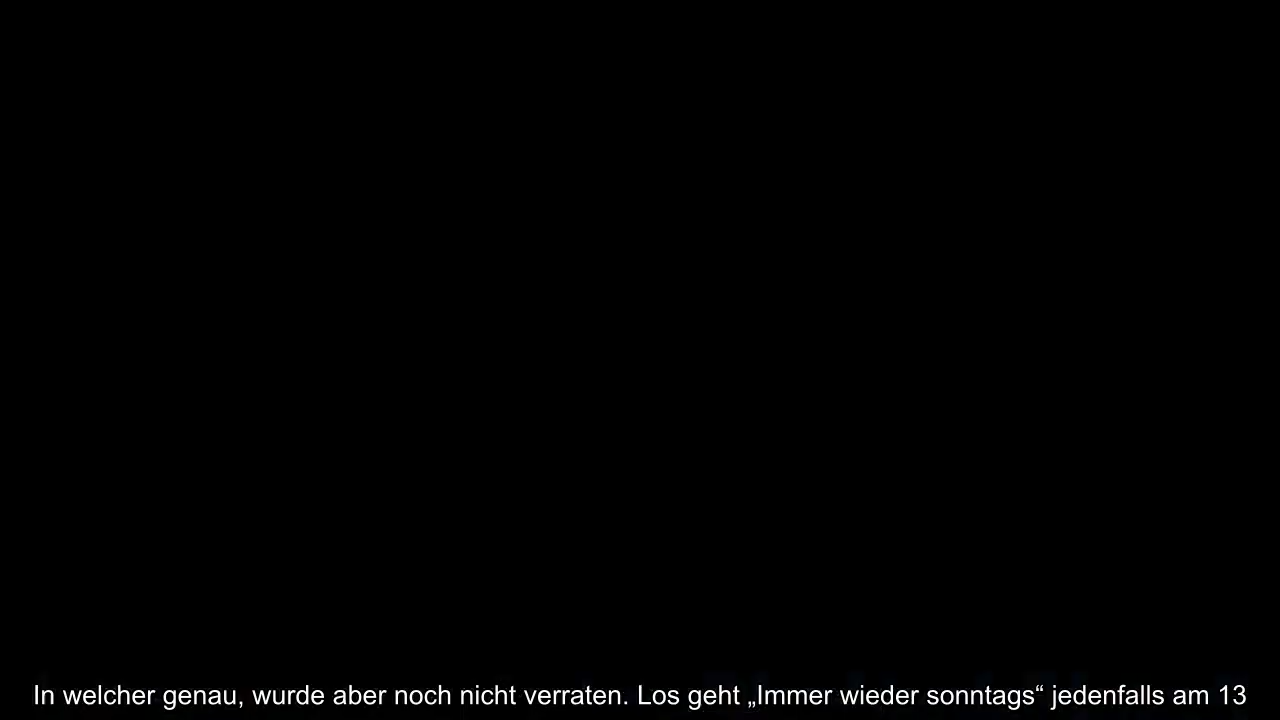 In welcher genau, wurde aber noch nicht verraten. Los geht „Immer wieder sonntags“ jedenfalls am 13